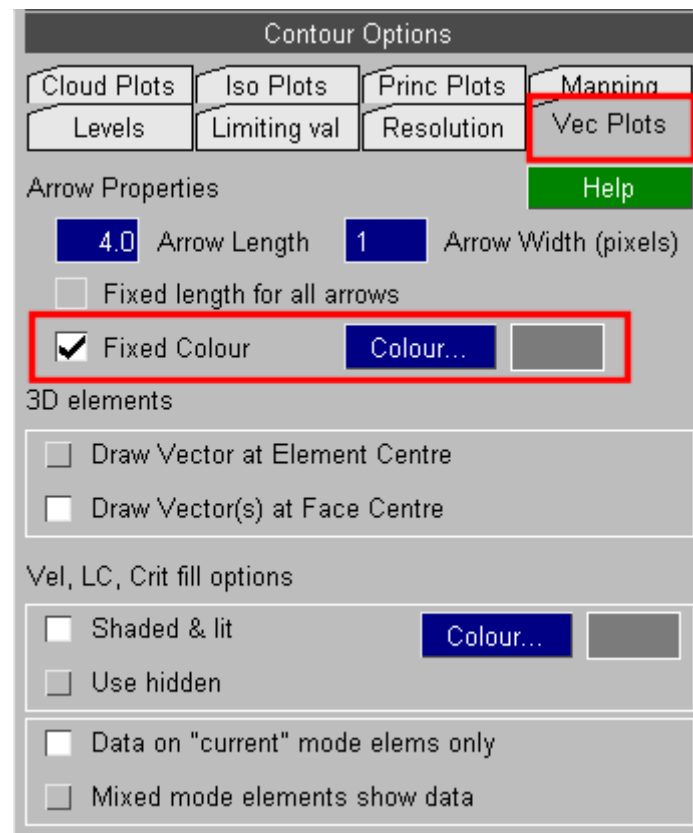 Contour Options
Cloud Plots Iso Plots Princ Plots Mapping
Levels Limiting val Resolution Vec Plots
Arrow Properties Help
4.0 Arrow Length 1 Arrow Width (pixels)
Fixed length for all arrows
Fixed Colour Colour...
3D elements
Draw Vector at Element Centre
Draw Vector(s) at Face Centre
Vel, LC, Crit fill options
Shaded & lit Colour...
Use hidden
Data on "current" mode elems only
Mixed mode elements show data